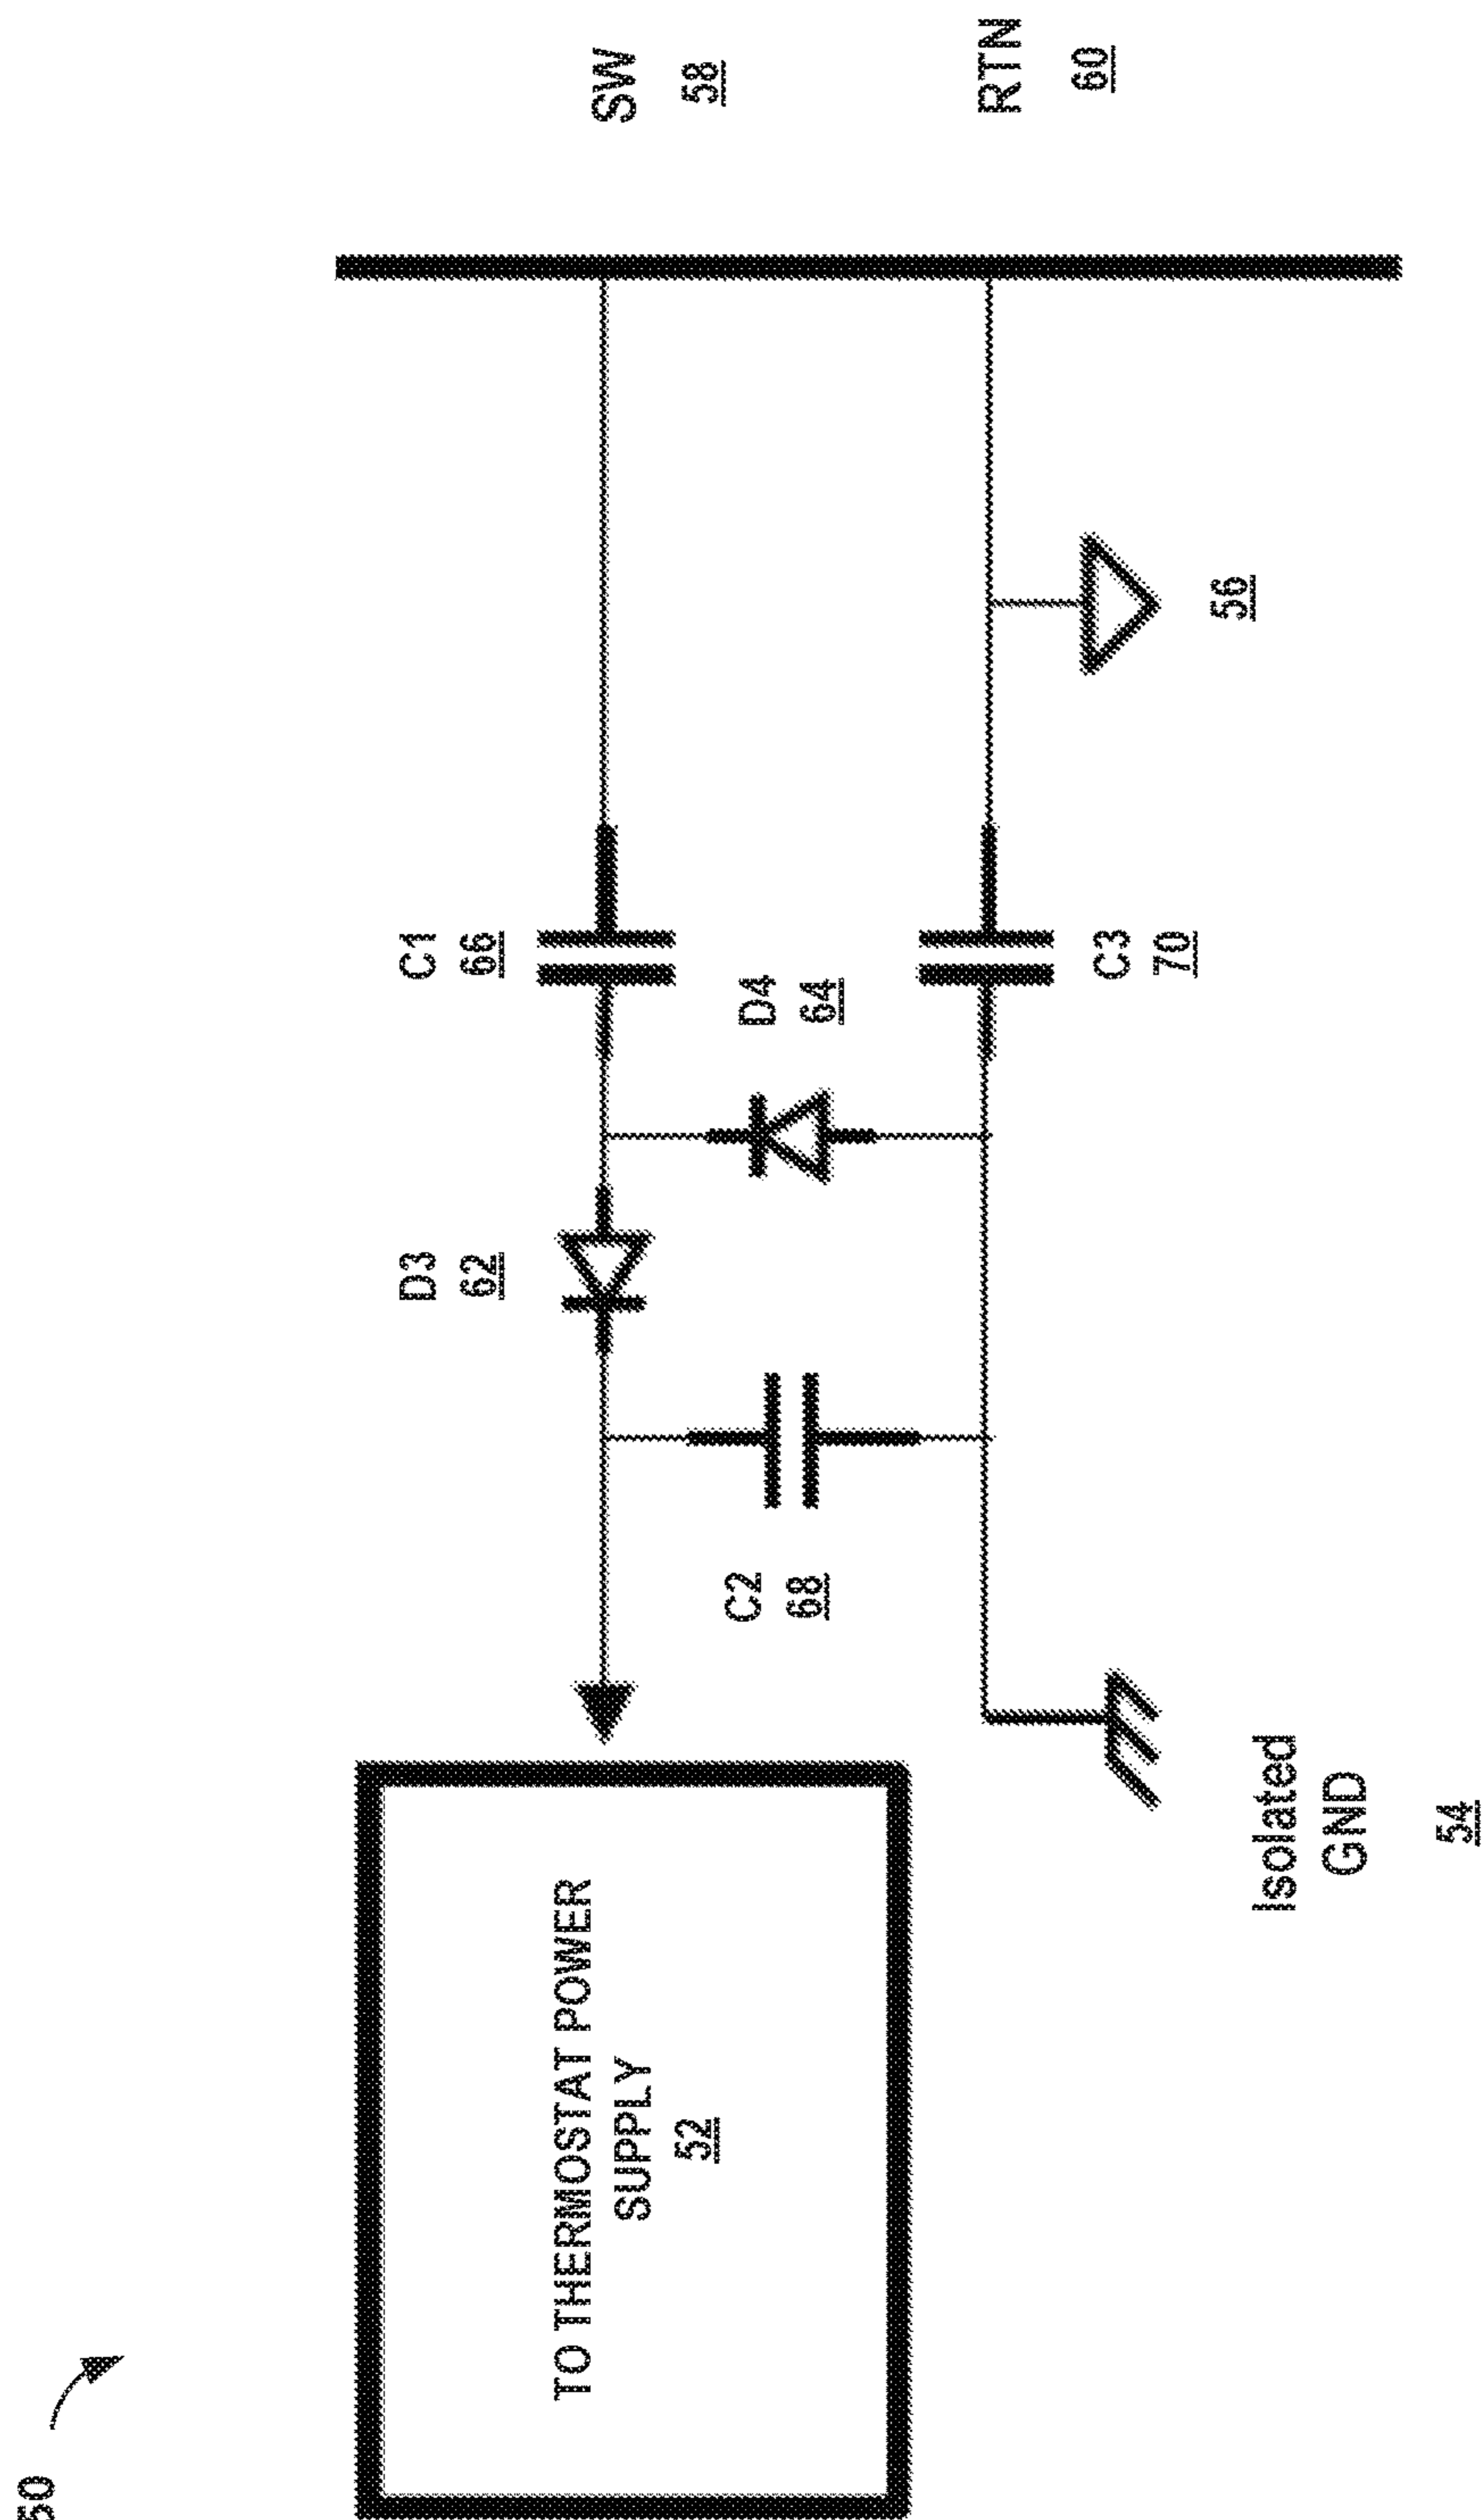 50
TO THERMOSTAT POWER
SUPPLY
52
D3
62
C1
66
SW
58
C2
68
D4
64
RTN
60
C3
70
Isolated
GND
54
56